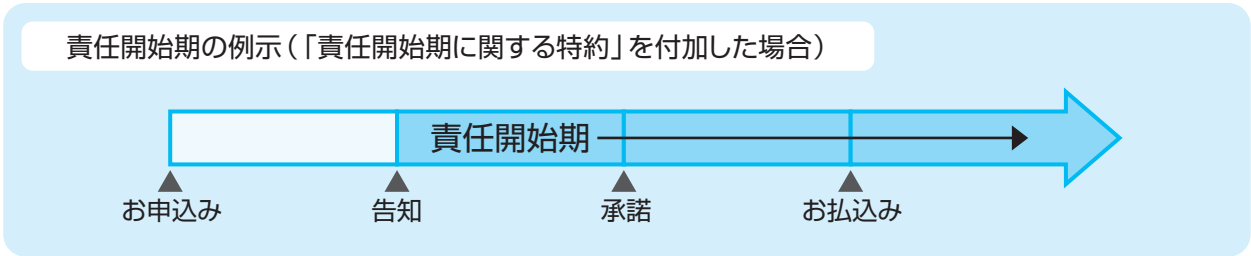 責任開始期の例示（「責任開始期に関する特約」を付加した場合）
責任開始期
お申込み 告知 承諾 お払込み